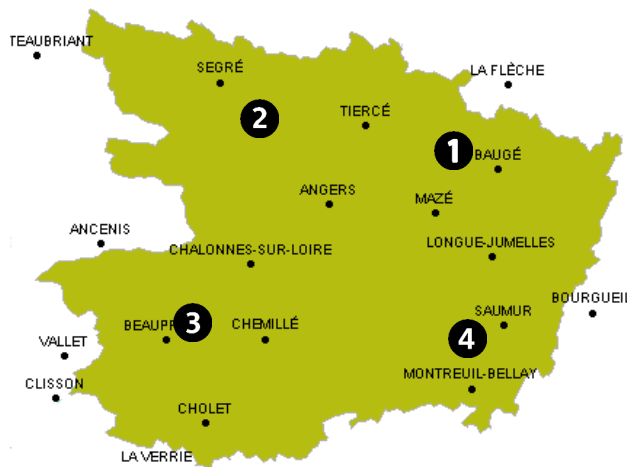 TEAUBRIANT
SEGRÉ
LA FLÈCHE
2
TIERCÉ
1
BAUGÉ
ANGERS
MAZÉ
ANCENIS
CHALONNES-SUR-LOIRE
LONGUE-JUMELLES
BOURGUEIL
SAUMUR
3
BEAUPR
CHEMILLÉ
4
VALLET
MONTREUIL-BELLAY
CLISSON
CHOLET
LA VERRIE